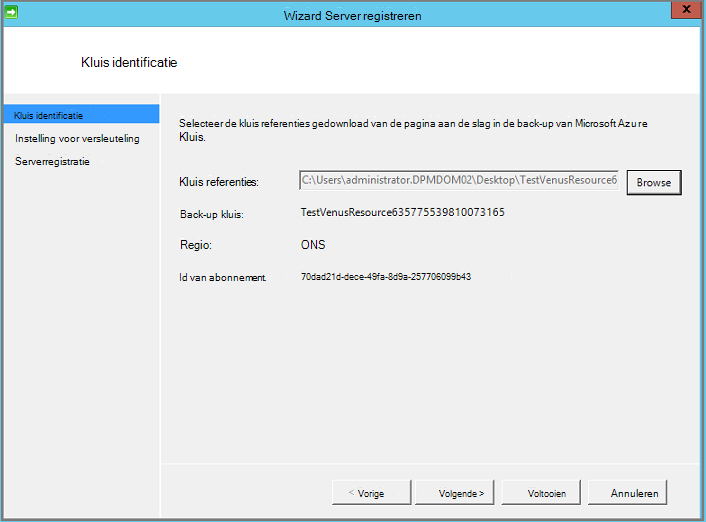 Wizard Server registreren
x
Kluis identificatie
Kluis identificatie
Instelling voor versleuteling
Serverregistratie
Selecteer de kluis referenties gedownload van de pagina aan de slag in de back-up van Microsoft Azure
Kluis.
Kluis referenties: C:\Users\administrator.DPMDOM02\Desktop\TestVenusResource6 Browse
Back-up kluis: TestVenusResource635775539810073165
Regio: ONS
Id van abonnement 70dad21d-dece-49fa-8d9a-257706099b43
< Vorige Volgende > Voltooien Annuleren